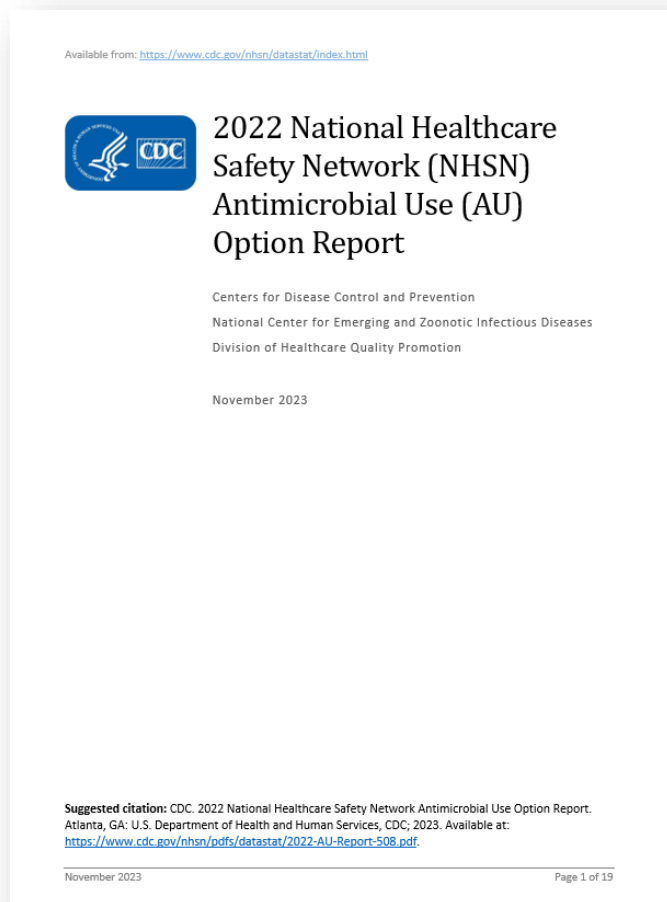 Available from: https://www.cdc.gov/nhsn/datastat/index.html
CDC
2022 National Healthcare
Safety Network (NHSN)
Antimicrobial Use (AU)
Option Report
Centers for Disease Control and Prevention
National Center for Emerging and Zoonotic Infectious Diseases
Division of Healthcare Quality Promotion
November 2023
Suggested citation: CDC. 2022 National Healthcare Safety Network Antimicrobial Use Option Report.
Atlanta, GA: U.S. Department of Health and Human Services, CDC; 2023. Available at:
https://www.cdc.gov/nhsn/pdfs/datastat/2022-AU-Report-508.pdf.
November 2023 Page 1 of 19